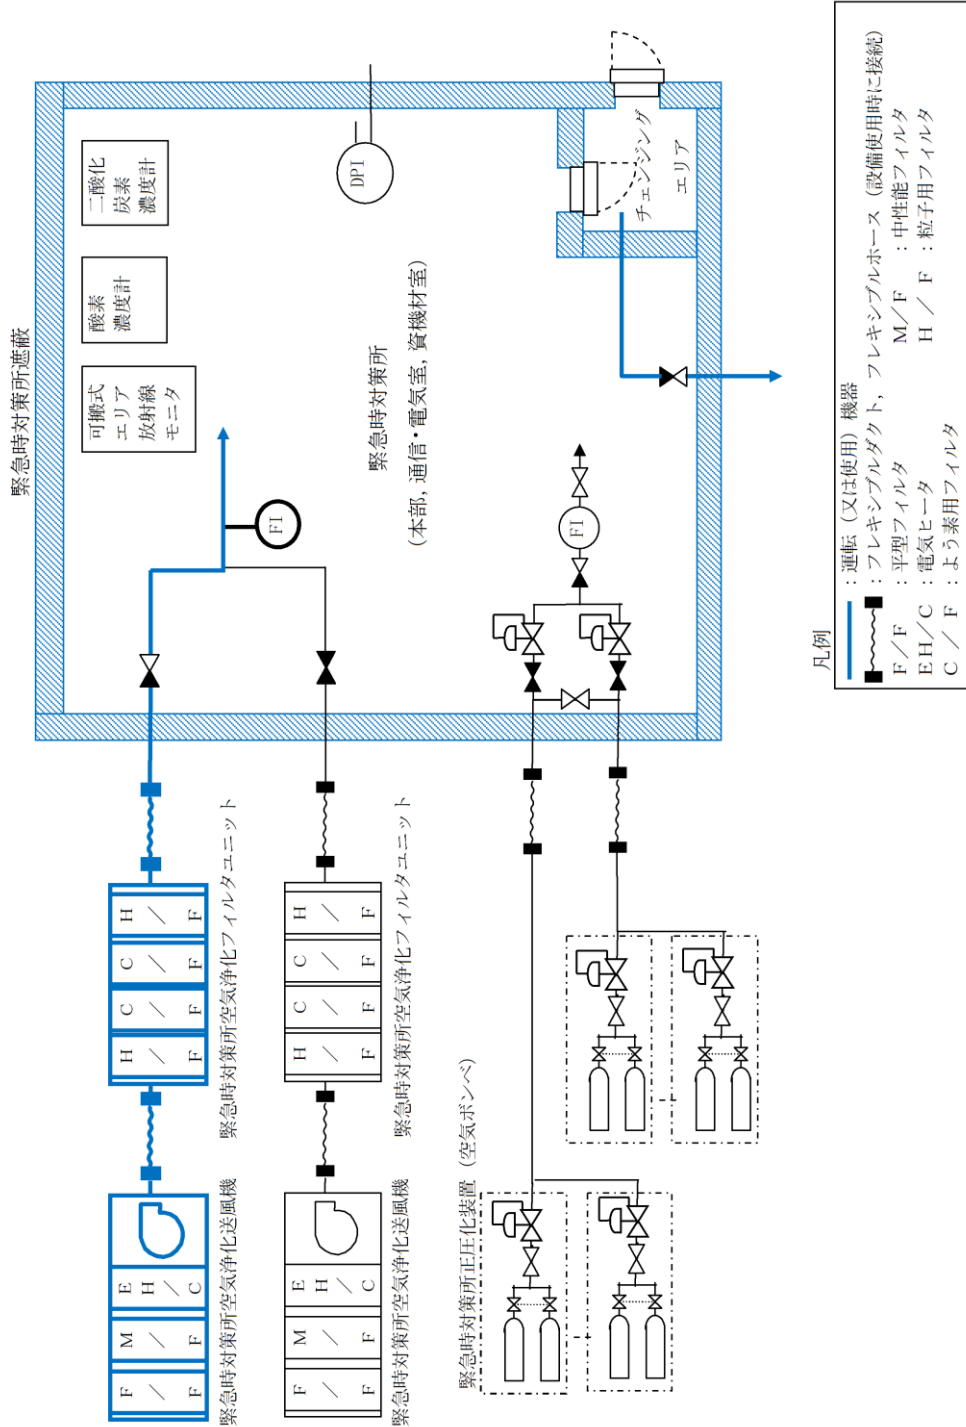 緊急時対策所遮蔽
可搬式
エリア
放射線
モニタ
酸素
濃度計
二酸化
炭素
濃度計
DPI
FI
緊急時対策所
(本部, 通信・電気室, 資機材室)
チェンジング
エリア
FI
F/F
M/F
EH/C
緊急時対策所空気浄化送風機
H/F
C/F
C/F
H/F
緊急時対策所空気浄化フィルタユニット
F/F
M/F
EH/C
緊急時対策所空気浄化送風機
H/F
C/F
C/F
H/F
緊急時対策所空気浄化フィルタユニット
緊急時対策所正圧化装置（空気ボンベ）
凡例
：運転（又は使用）機器
：フレキシブルダクト, フレキシブルホース（設備使用時に接続）
F/F ：平型フィルタ M/F ：中性能フィルタ
EH/C ：電気ヒータ H/F ：粒子用フィルタ
C/F ：よう素用フィルタ